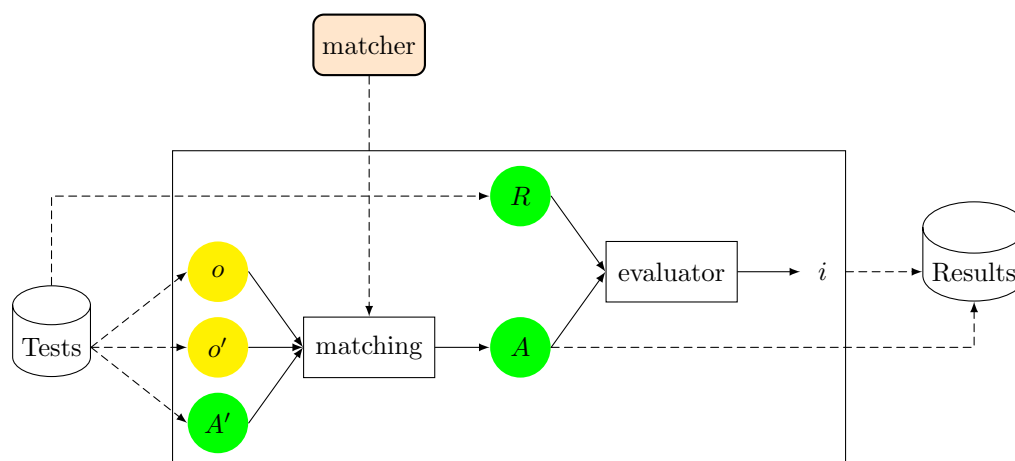 matcher
R
o
evaluator
i
Results
Tests
o′
matching
A
A′